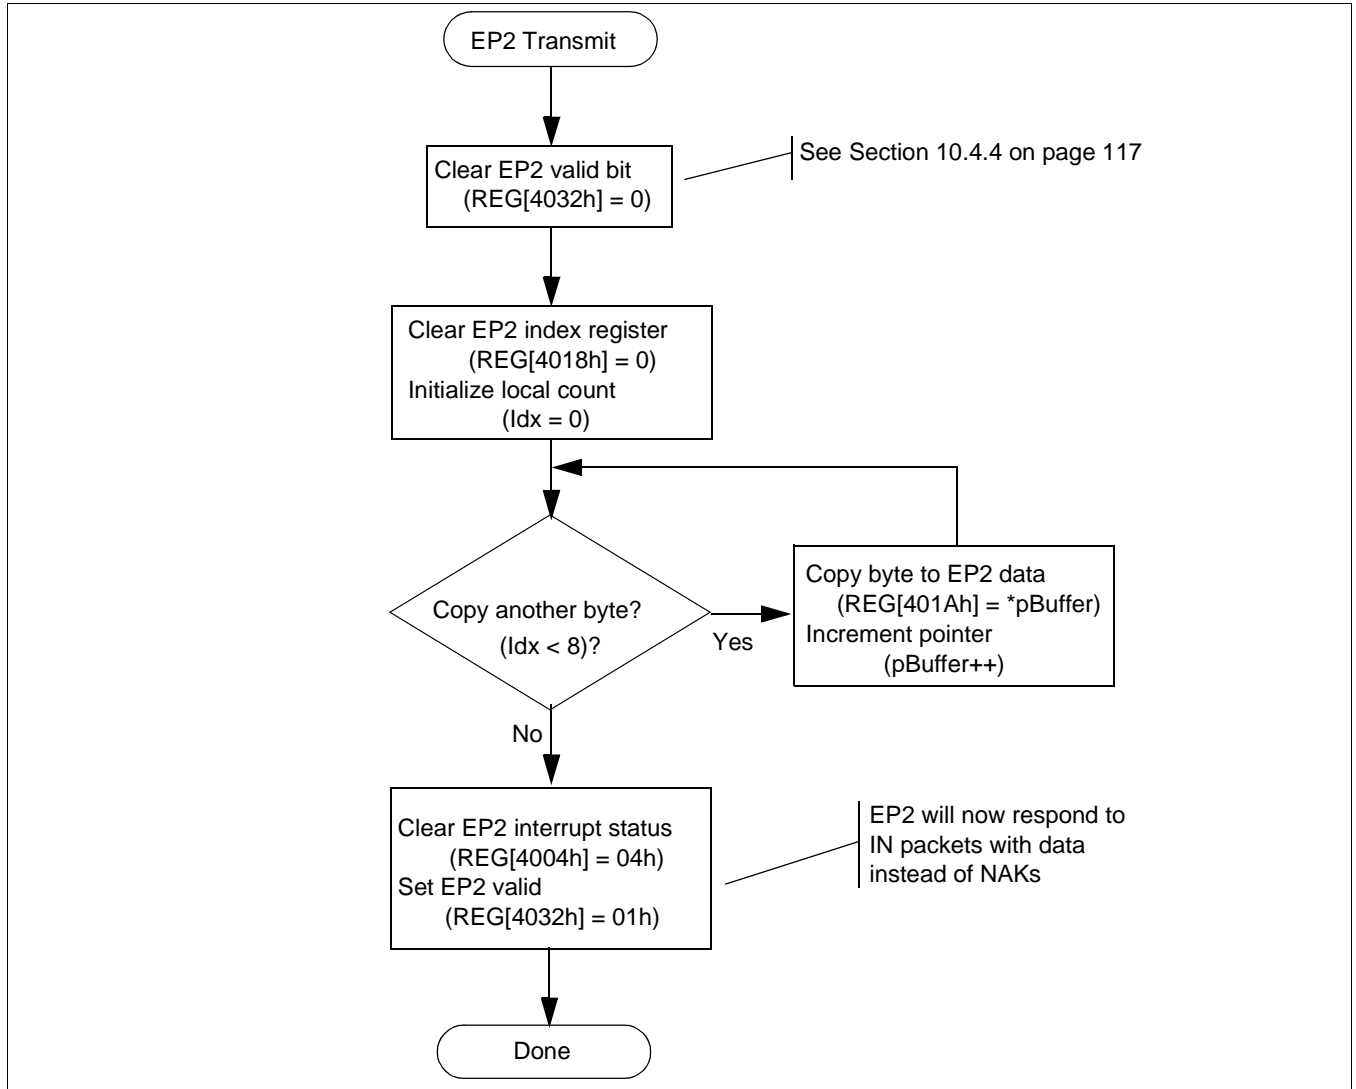 EP2 Transmit
See Section 10.4.4 on page 117
Clear EP2 valid bit
(REG[4032h] = 0)
Clear EP2 index register
(REG[4018h] = 0)
Initialize local count
(Idx = 0)
Copy another byte?
(Idx < 8)?
Yes
Copy byte to EP2 data
(REG[401Ah] = *pBuffer)
Increment pointer
(pBuffer++)
No
Clear EP2 interrupt status
(REG[4004h] = 04h)
Set EP2 valid
(REG[4032h] = 01h)
EP2 will now respond to
IN packets with data
instead of NAKs
Done